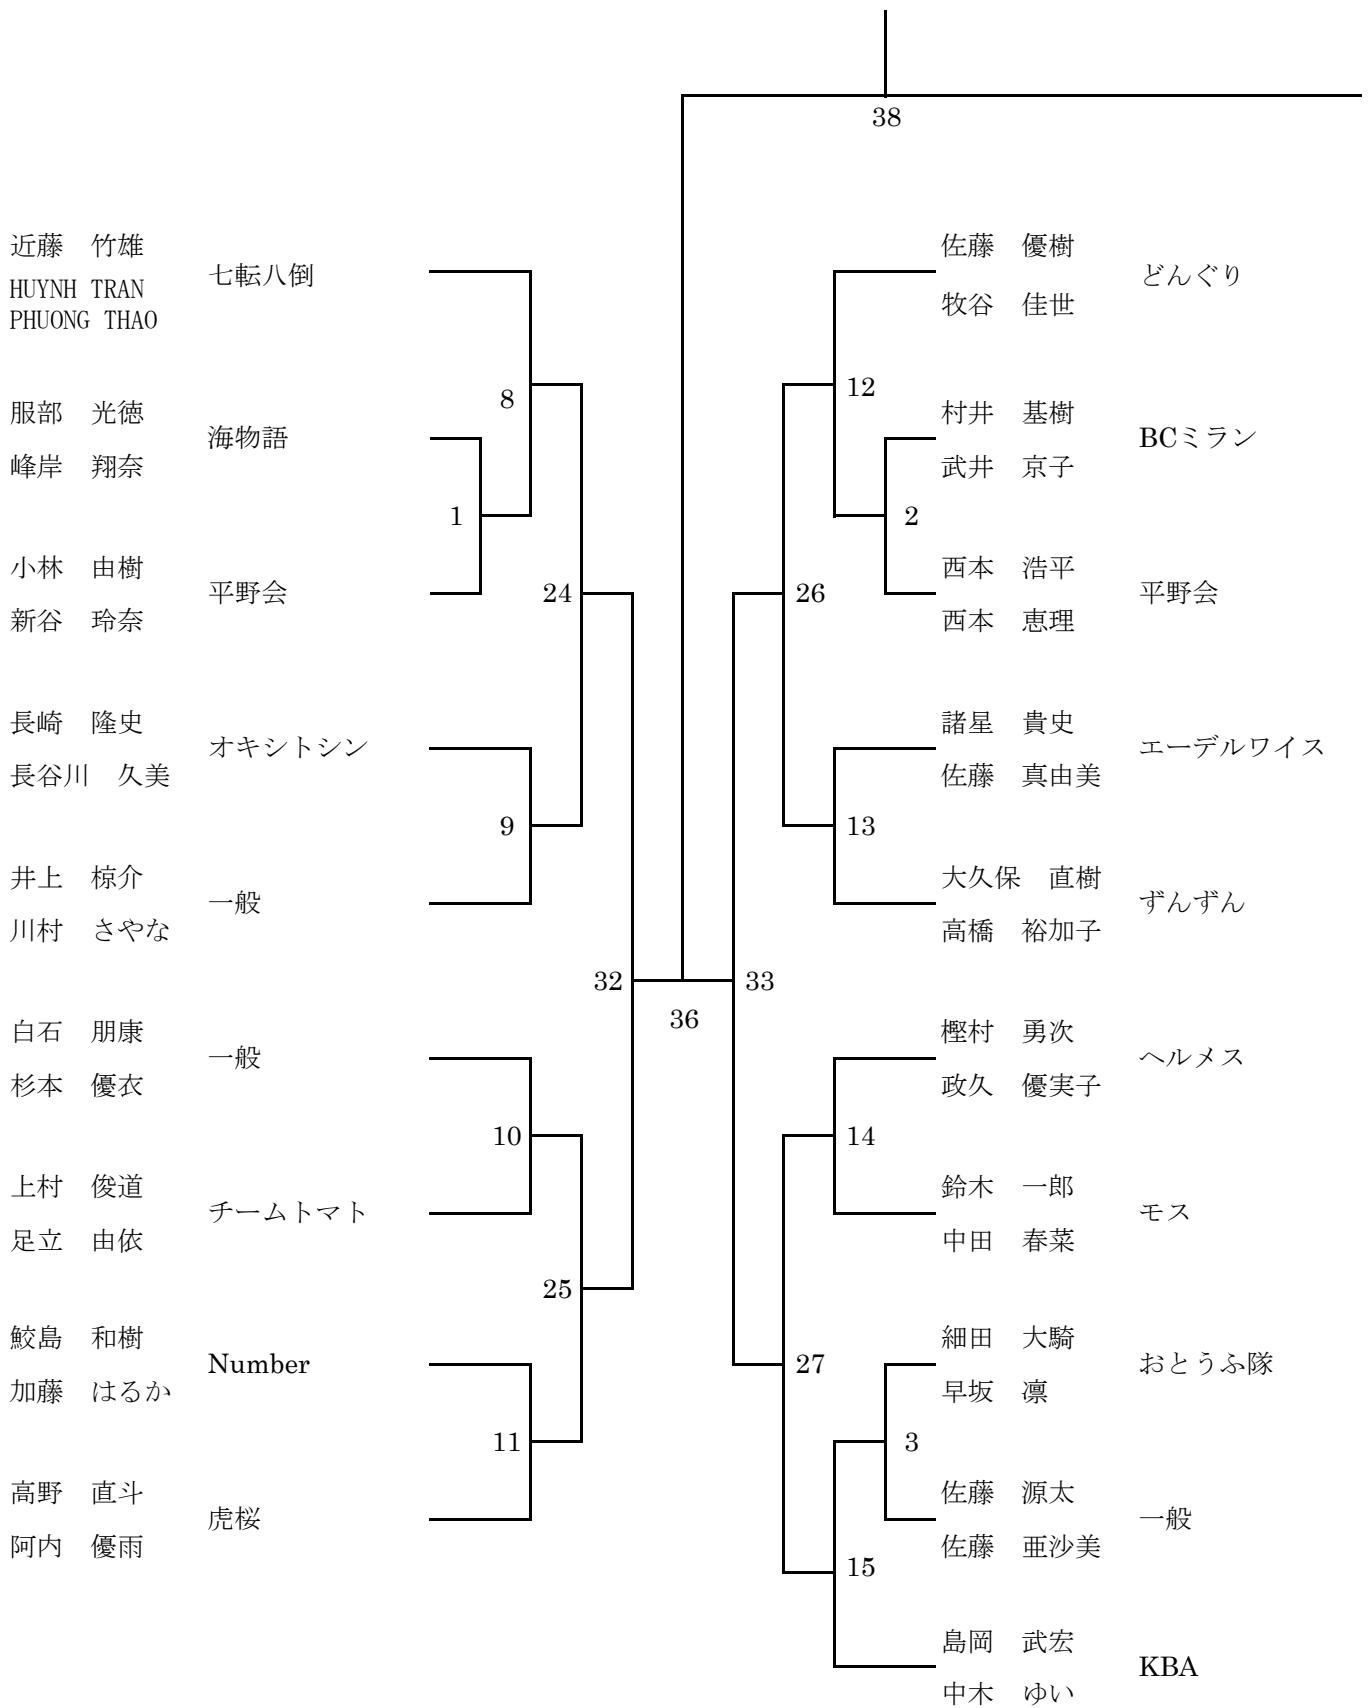 38
近藤　竹雄
HUYNH TRAN
PHUONG THAO
七転八倒
服部　光徳
峰岸　翔奈
海物語
小林　由樹
新谷　玲奈
平野会
長崎　隆史
長谷川　久美
オキシトシン
井上　椋介
川村　さやな
一般
白石　朋康
杉本　優衣
一般
上村　俊道
足立　由依
チームトマト
鮫島　和樹
加藤　はるか
Number
高野　直斗
阿内　優雨
虎桜
8
1
24
9
32
10
25
11
36
33
12
2
26
13
14
27
3
15
佐藤　優樹
牧谷　佳世
どんぐり
村井　基樹
武井　京子
BCミラン
西本　浩平
西本　恵理
平野会
諸星　貴史
佐藤　真由美
エーデルワイス
大久保　直樹
高橋　裕加子
ずんずん
樫村　勇次
政久　優実子
ヘルメス
鈴木　一郎
中田　春菜
モス
細田　大騎
早坂　凛
おとうふ隊
佐藤　源太
佐藤　亜沙美
一般
島岡　武宏
中木　ゆい
KBA